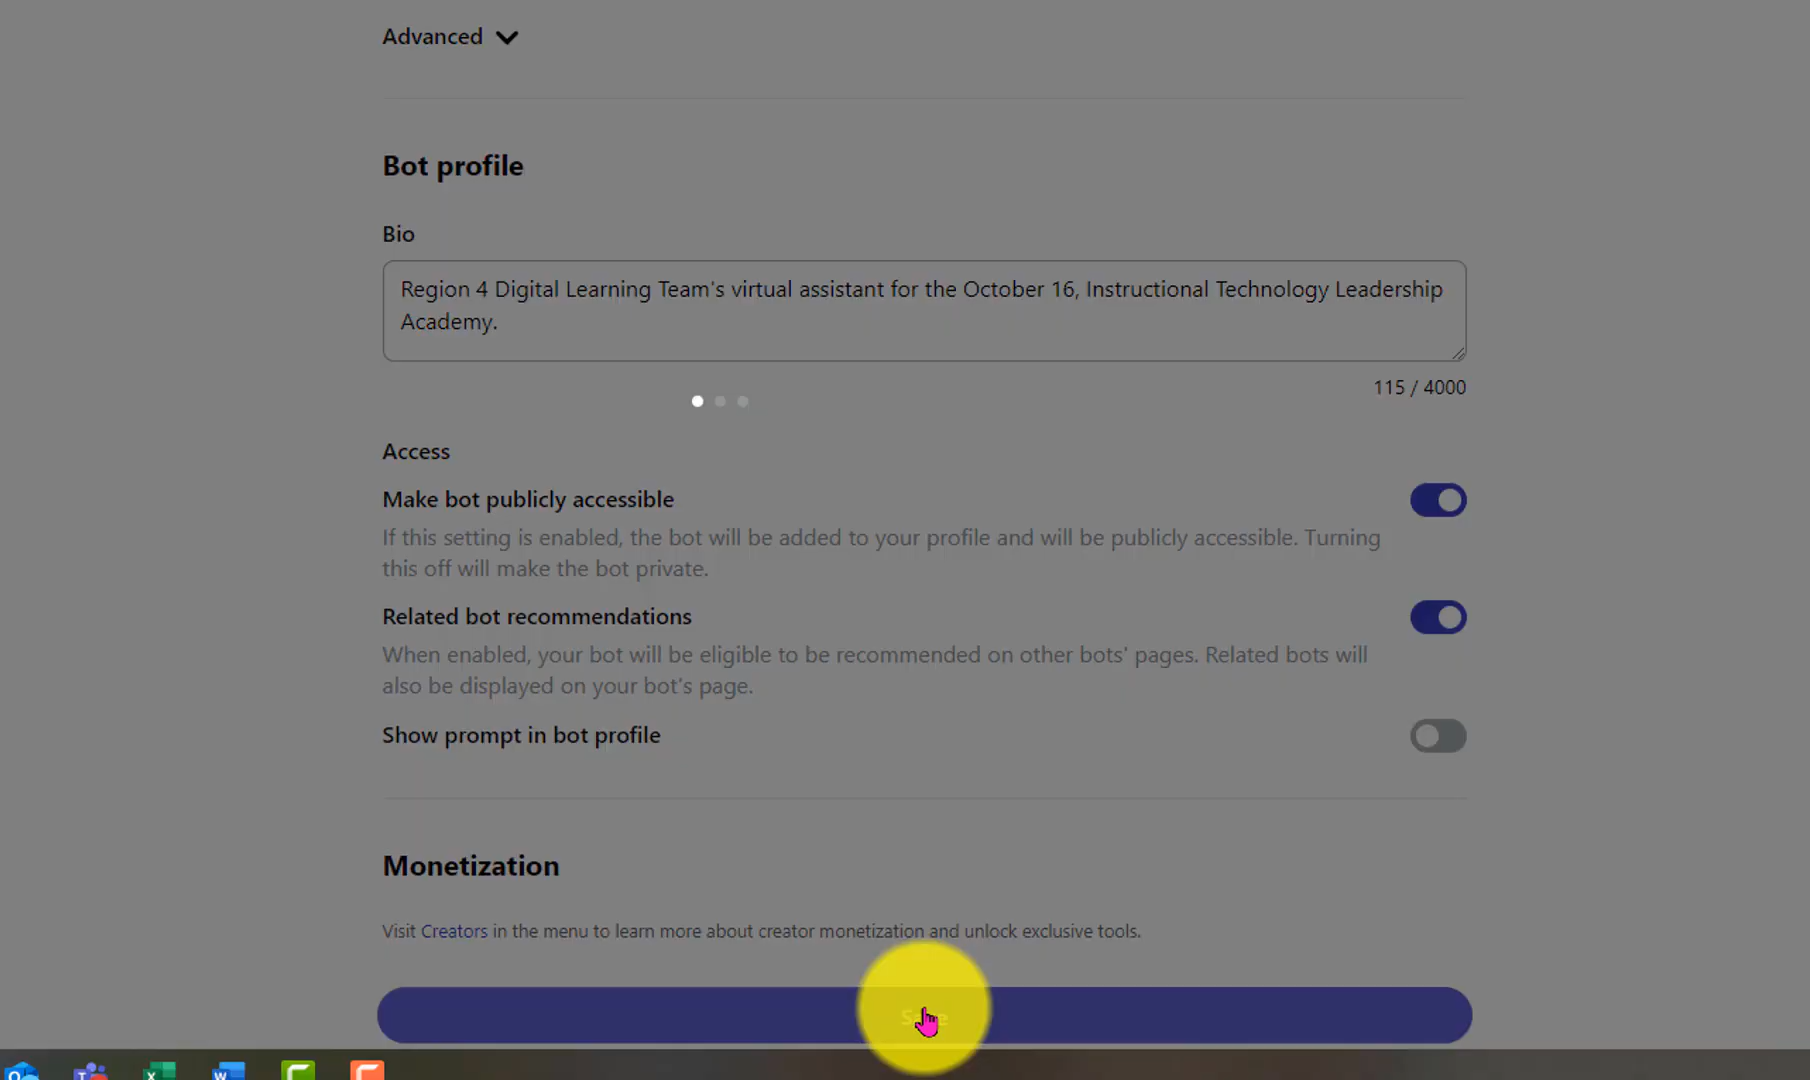 Advanced
Bot profile
Bio
Region 4 Digital Learning Team's virtual assistant for the October 16, Instructional Technology Leadership
Academy.
115 / 4000
Access
Make bot publicly accessible
If this setting is enabled, the bot will be added to your profile and will be publicly accessible. Turning
this off will make the bot private.
Related bot recommendations
When enabled, your bot will be eligible to be recommended on other bots' pages. Related bots will
also be displayed on your bot's page.
Show prompt in bot profile
Monetization
Visit Creators in the menu to learn more about creator monetization and unlock exclusive tools.